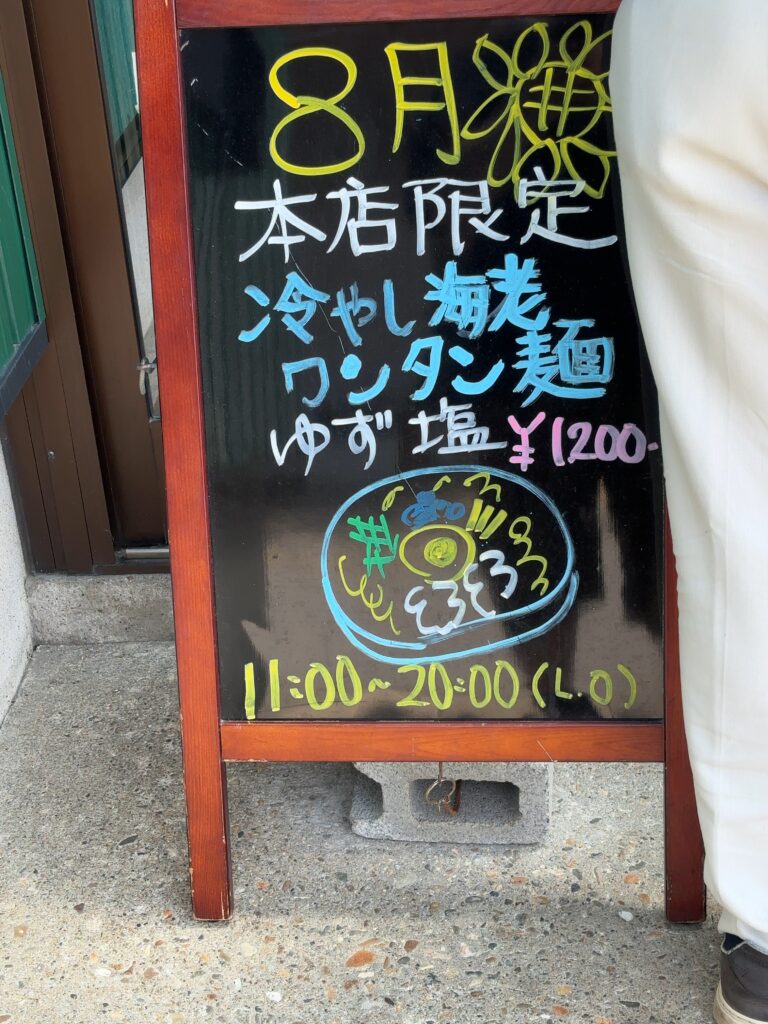 8月
本店限定
冷やし海老
ワンタン麺
ゆず塩 ¥1200-
11:00~20:00(L.O)